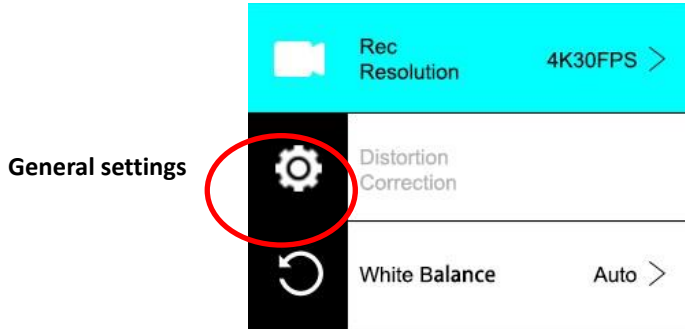 Rec
Resolution
4K30FPS >
General settings
Distortion
Correction
White Balance
Auto >